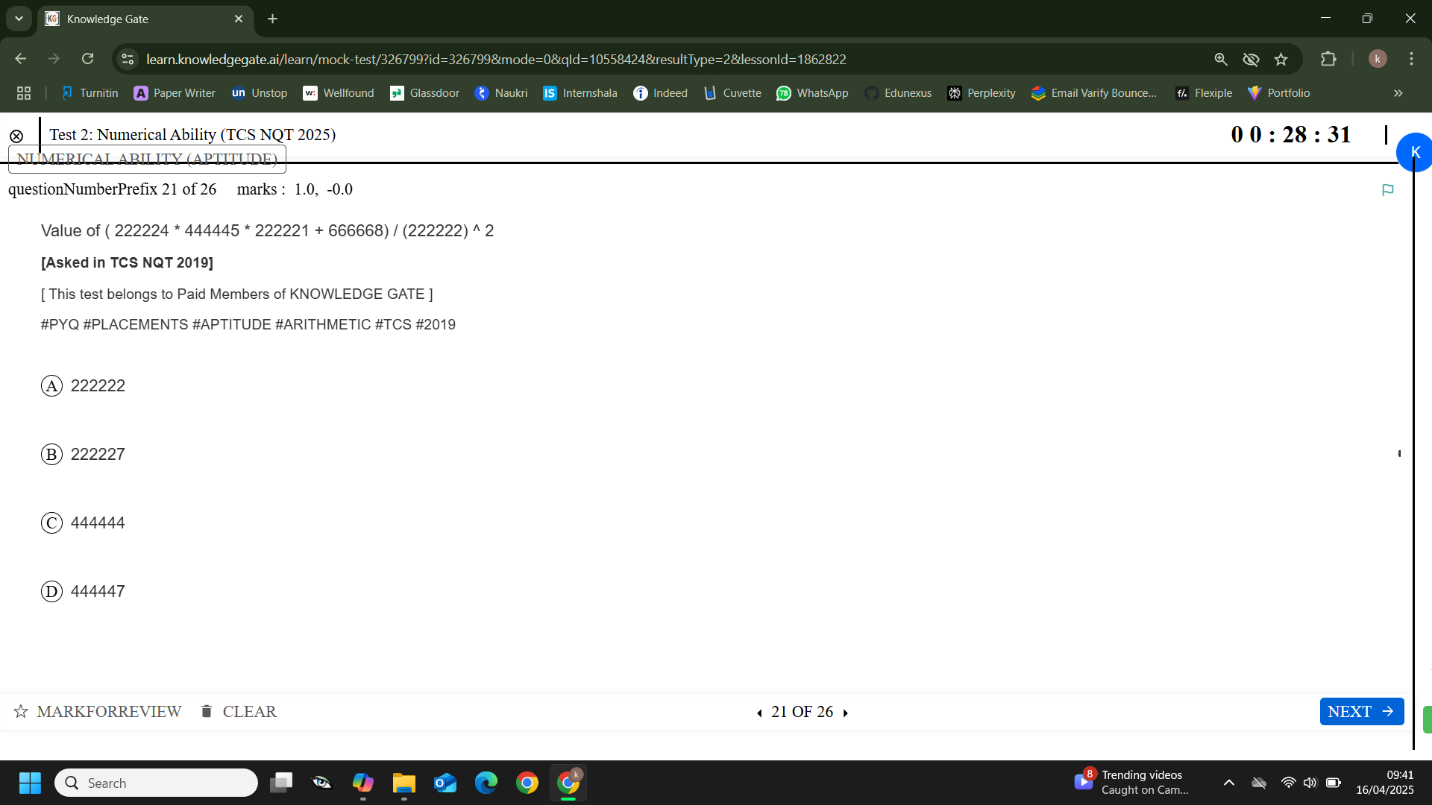 Knowledge Gate
learn.knowledgegate.ai/learn/mock-test/326799?id=326799&mode=0&qId=10558424&resultType=2&lessonId=1862822
k
Turnitin
A Paper Writer
un Unstop
w: Wellfound
Glassdoor
Naukri
IS Internshala
Indeed
Cuvette
WhatsApp
Edunexus
Perplexity
Email Varify Bounce...
Flexiple
Portfolio
»
Test 2: Numerical Ability (TCS NQT 2025)
0 0 : 28 : 31
K
NUMERICAL ABILITY (APTITUDE)
questionNumberPrefix 21 of 26 marks : 1.0, -0.0
Value of ( 222224 * 444445 * 222221 + 666668) / (222222) ^ 2
[Asked in TCS NQT 2019]
[ This test belongs to Paid Members of KNOWLEDGE GATE ]
#PYQ #PLACEMENTS #APTITUDE #ARITHMETIC #TCS #2019
A 222222
B 222227
C 444444
D 444447
MARKFORREVIEW
CLEAR
21 OF 26
NEXT
Search
8
Trending videos
Caught on Cam...
09:41
16/04/2025